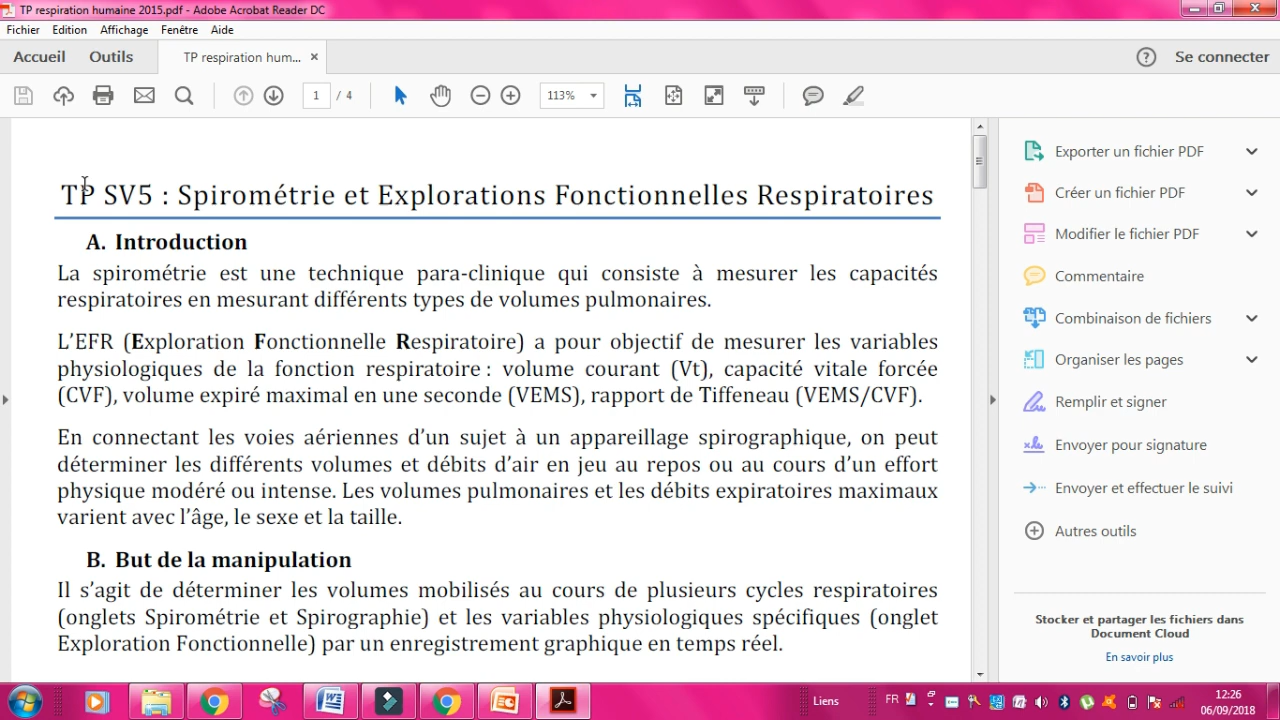 TP respiration humaine 2015.pdf - Adobe Acrobat Reader DC
Fichier Edition Affichage Fenêtre Aide
Accueil Outils TP respiration hum... × Se connecter
1 / 4 113%
TP SV5 : Spirométrie et Explorations Fonctionnelles Respiratoires
A. Introduction
La spirométrie est une technique para-clinique qui consiste à mesurer les capacités
respiratoires en mesurant différents types de volumes pulmonaires.
L’EFR (Exploration Fonctionnelle Respiratoire) a pour objectif de mesurer les variables
physiologiques de la fonction respiratoire : volume courant (Vt), capacité vitale forcée
(CVF), volume expiré maximal en une seconde (VEMS), rapport de Tiffeneau (VEMS/CVF).
En connectant les voies aériennes d’un sujet à un appareillage spirographique, on peut
déterminer les différents volumes et débits d’air en jeu au repos ou au cours d’un effort
physique modéré ou intense. Les volumes pulmonaires et les débits expiratoires maximaux
varient avec l’âge, le sexe et la taille.
B. But de la manipulation
Il s’agit de déterminer les volumes mobilisés au cours de plusieurs cycles respiratoires
(onglets Spirométrie et Spirographie) et les variables physiologiques spécifiques (onglet
Exploration Fonctionnelle) par un enregistrement graphique en temps réel.
Exporter un fichier PDF
Créer un fichier PDF
Modifier le fichier PDF
Commentaire
Combinaison de fichiers
Organiser les pages
Remplir et signer
Envoyer pour signature
Envoyer et effectuer le suivi
Autres outils
Stocker et partager les fichiers dans
Document Cloud
En savoir plus
Liens FR 12:26
06/09/2018